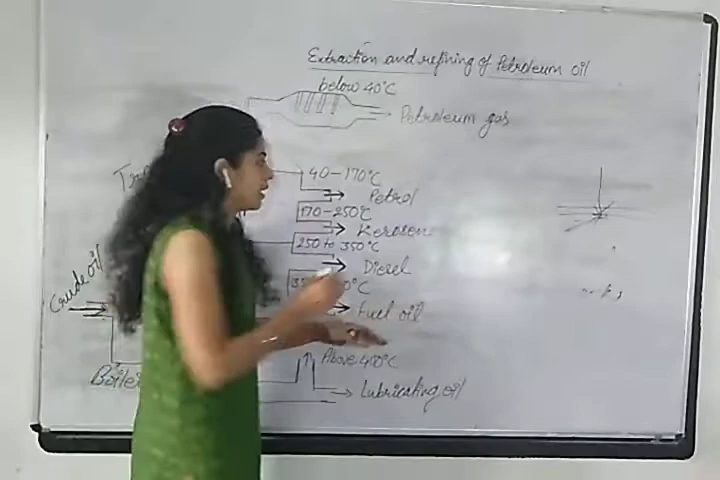 Extraction and refining of Petroleum oil
below 40°C
Petroleum gas
40-170°C
Petrol
170-250°C
250 to 350°C
Diesel
Crude oil
Fuel oil
Above 400°C
Lubricating oil